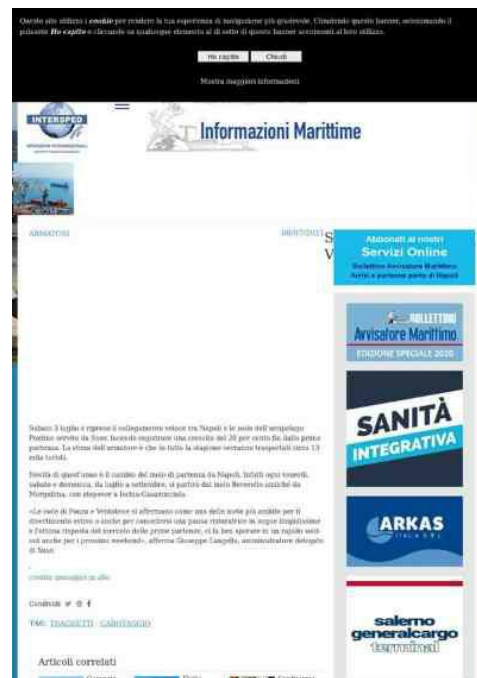 Questo sito utilizza i cookie per rendere la tua esperienza di navigazione più gradevole. Chiudendo questo banner, selezionando il
pulsante Ho capito o cliccando su qualunque elemento al di sotto di questo banner acconsenti al loro utilizzo.
Ho capito Chiudi
Mostra maggiori informazioni
INTERSPED
Informazioni Marittime
ARMATORI
S
V
Abbonati ai nostri
Servizi Online
Bollettino Avvisatore Marittimo
Arrivi e partenze porto di Napoli
BOLLETTINO
Avvisatore Marittimo
EDIZIONE SPECIALE 2020
SANITÀ
INTEGRATIVA
ARKAS
ITALIA S.R.L.
salerno
generalcargo
terminal
Sabato 3 luglio è ripreso il collegamento veloce tra Napoli e le isole dell'arcipelago
Pontino servito da Snav facendo registrare una crescita del 20 per cento fin dalla prima
partenza. La stima dell'armatore è che in tutta la stagione verranno trasportati circa 13
mila turisti.
Novità di quest'anno è il cambio del molo di partenza da Napoli. Infatti ogni venerdì,
sabato e domenica, da luglio a settembre, si partirà dal molo Beverello anziché da
Mergellina, con stopover a Ischia-Casamicciola.
«Le isole di Ponza e Ventotene si affermano come una delle mete più ambite per il
divertimento estivo o anche per concedersi una pausa ristoratrice in acque limpidissime
e l'ottima risposta del mercato delle prime partenze, ci fa ben sperare in un rapido sold-
out anche per i prossimi weekend», afferma Giuseppe Langella, amministratore delegato
di Snav.
-
credito immagine in alto
Condividi
TAG: TRAGHETTI - CABOTAGGIO
Articoli correlati